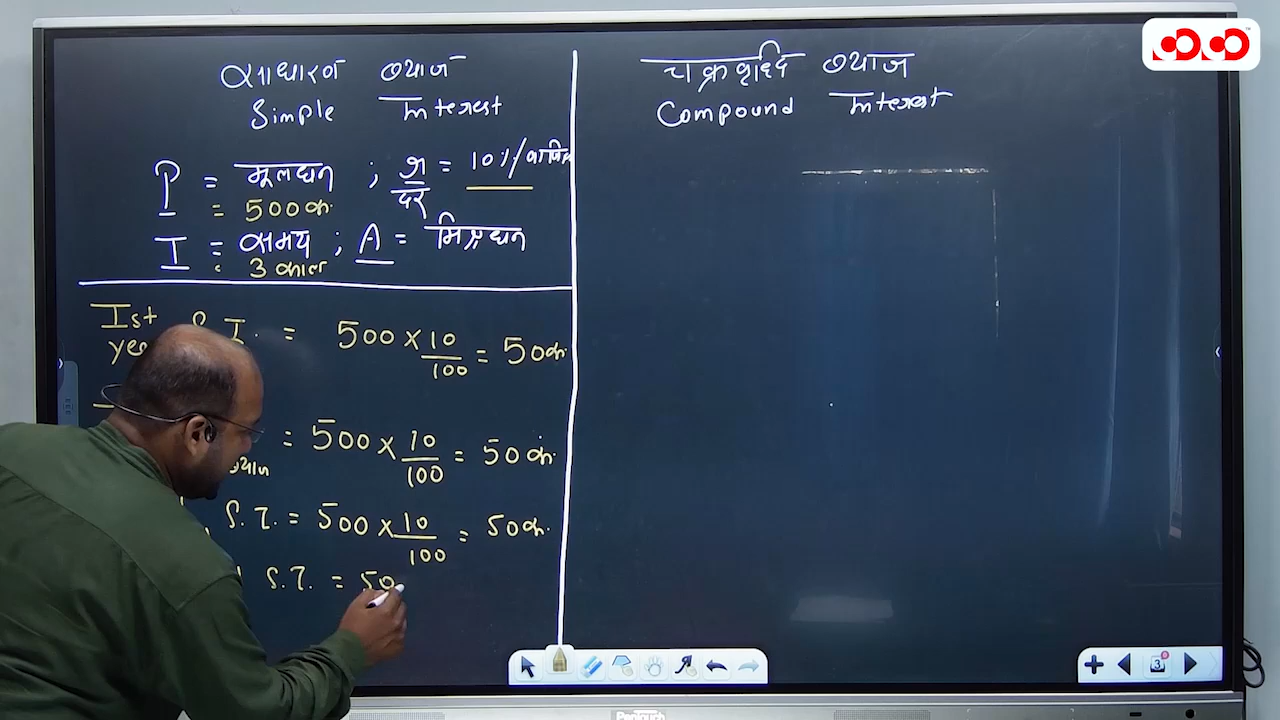 साधारण ब्याज
Simple Interest
P = मूलधन ; r = 10%/वार्षिक
= 500रु. दर
T = समय ; A = मिश्रधन
= 3 साल
Ist S.I. = 500 × 10/100 = 50रु.
= 500 × 10/100 = 50रु.
ब्याज
S.I. = 500 × 10/100 = 50रु.
S.I. = 50
चक्रवृद्धि ब्याज
Compound Interest
3